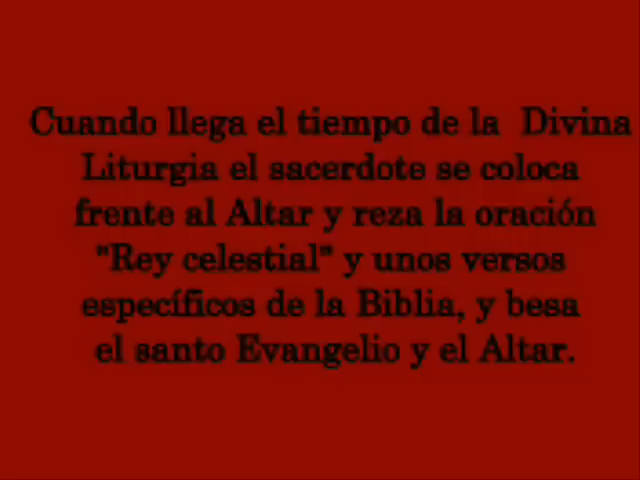 Cuando llega el tiempo de la Divina
Liturgia el sacerdote se coloca
frente al Altar y reza la oración
"Rey celestial" y unos versos
específicos de la Biblia, y besa
el santo Evangelio y el Altar.